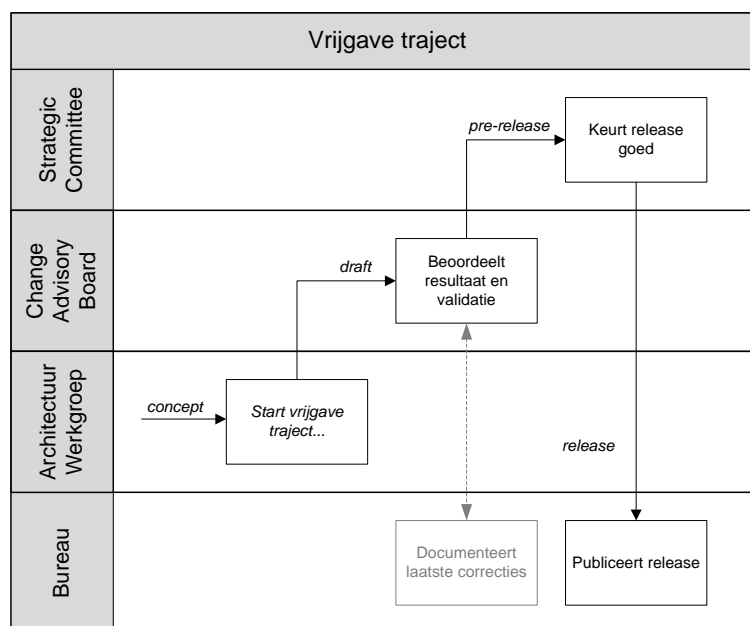 Vrijgave traject
Strategic
Committee
pre-release
Keurt release
goed
Change
Advisory
Board
draft
Beoordeelt
resultaat en
validatie
Architectuur
Werkgroep
concept
Start vrijgave
traject...
release
Bureau
Documenteert
laatste correcties
Publiceert release